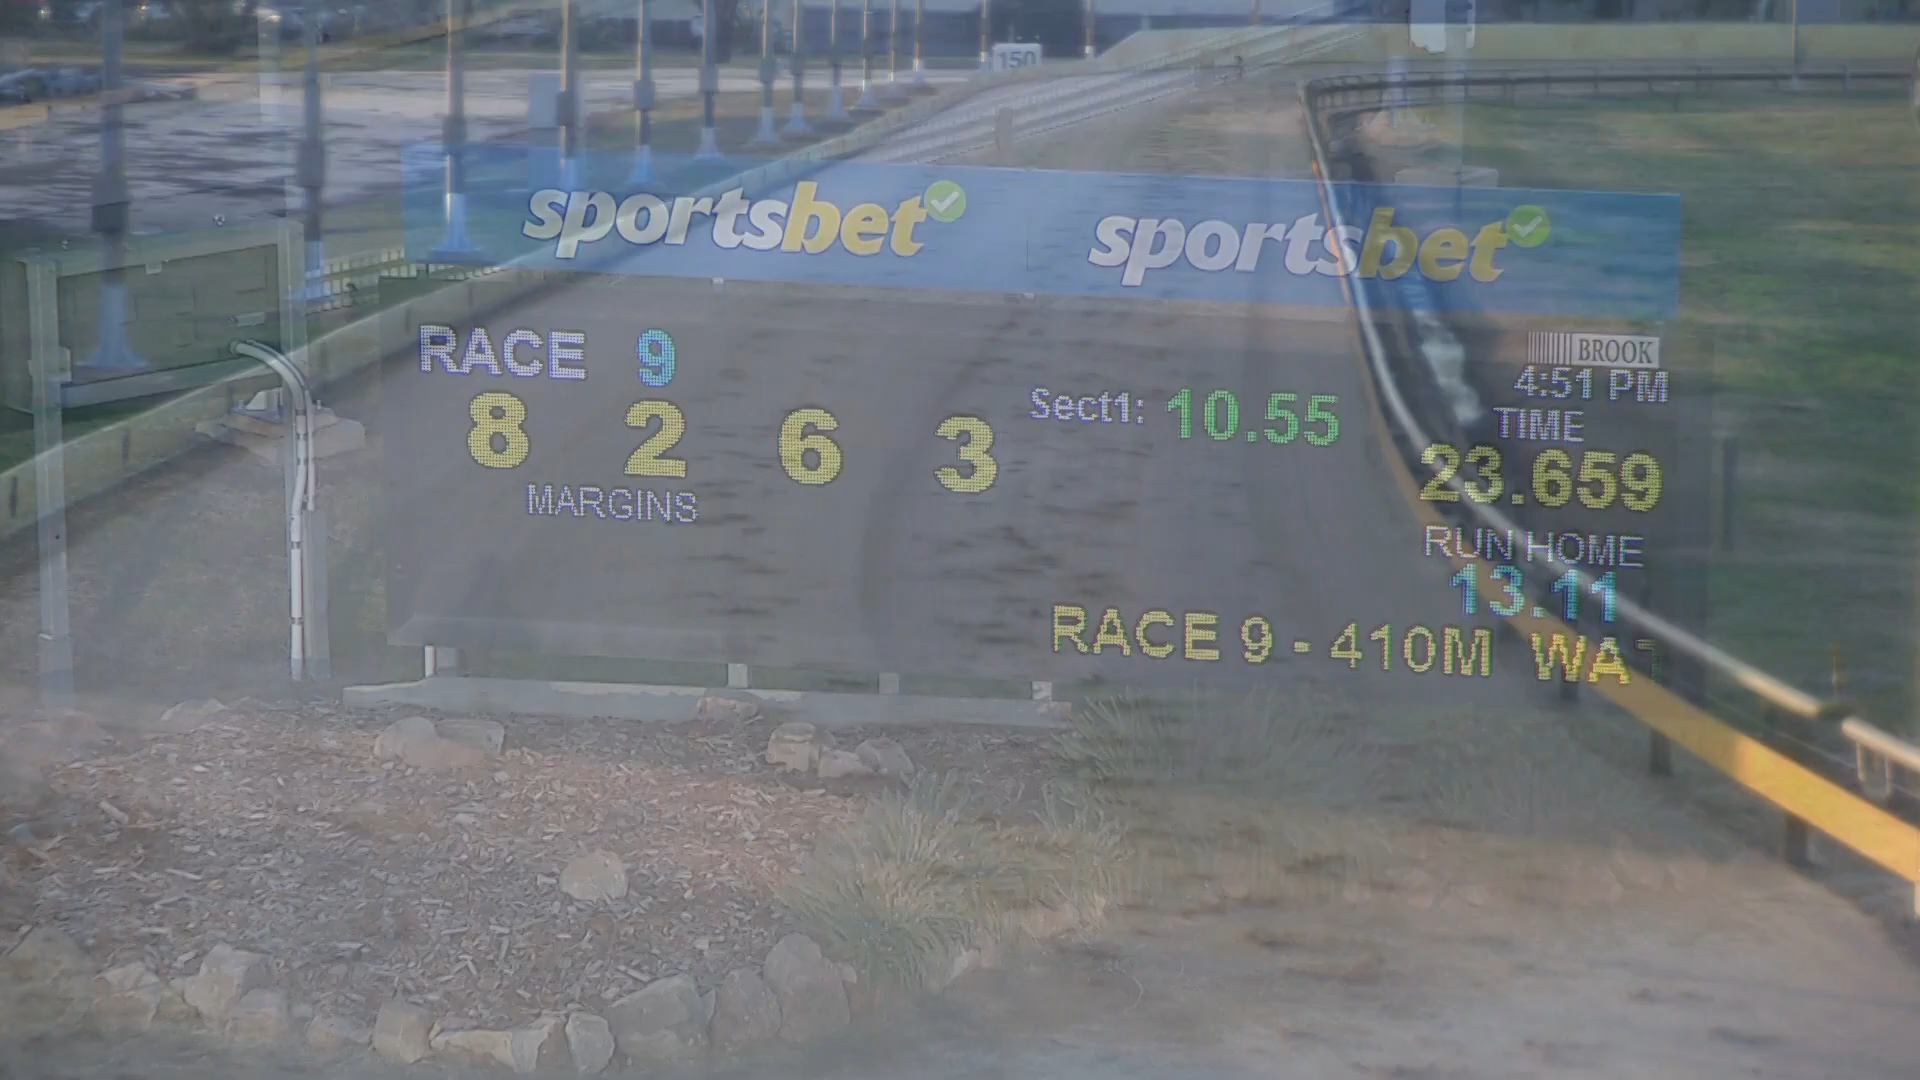 150
sportsbet sportsbet
RACE 9
BROOK
4:51 PM
8 2 6 3
Sect1: 10.55
TIME
23.659
MARGINS
RUN HOME
13.11
RACE 9 - 410M